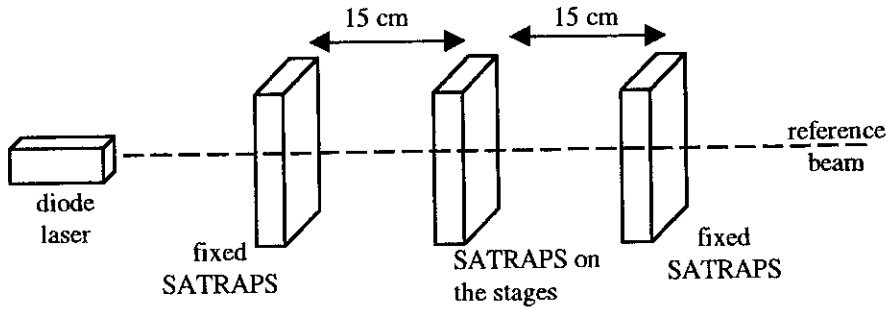 15 cm
15 cm
reference
beam
diode
laser
fixed
SATRAPS
SATRAPS on
the stages
fixed
SATRAPS